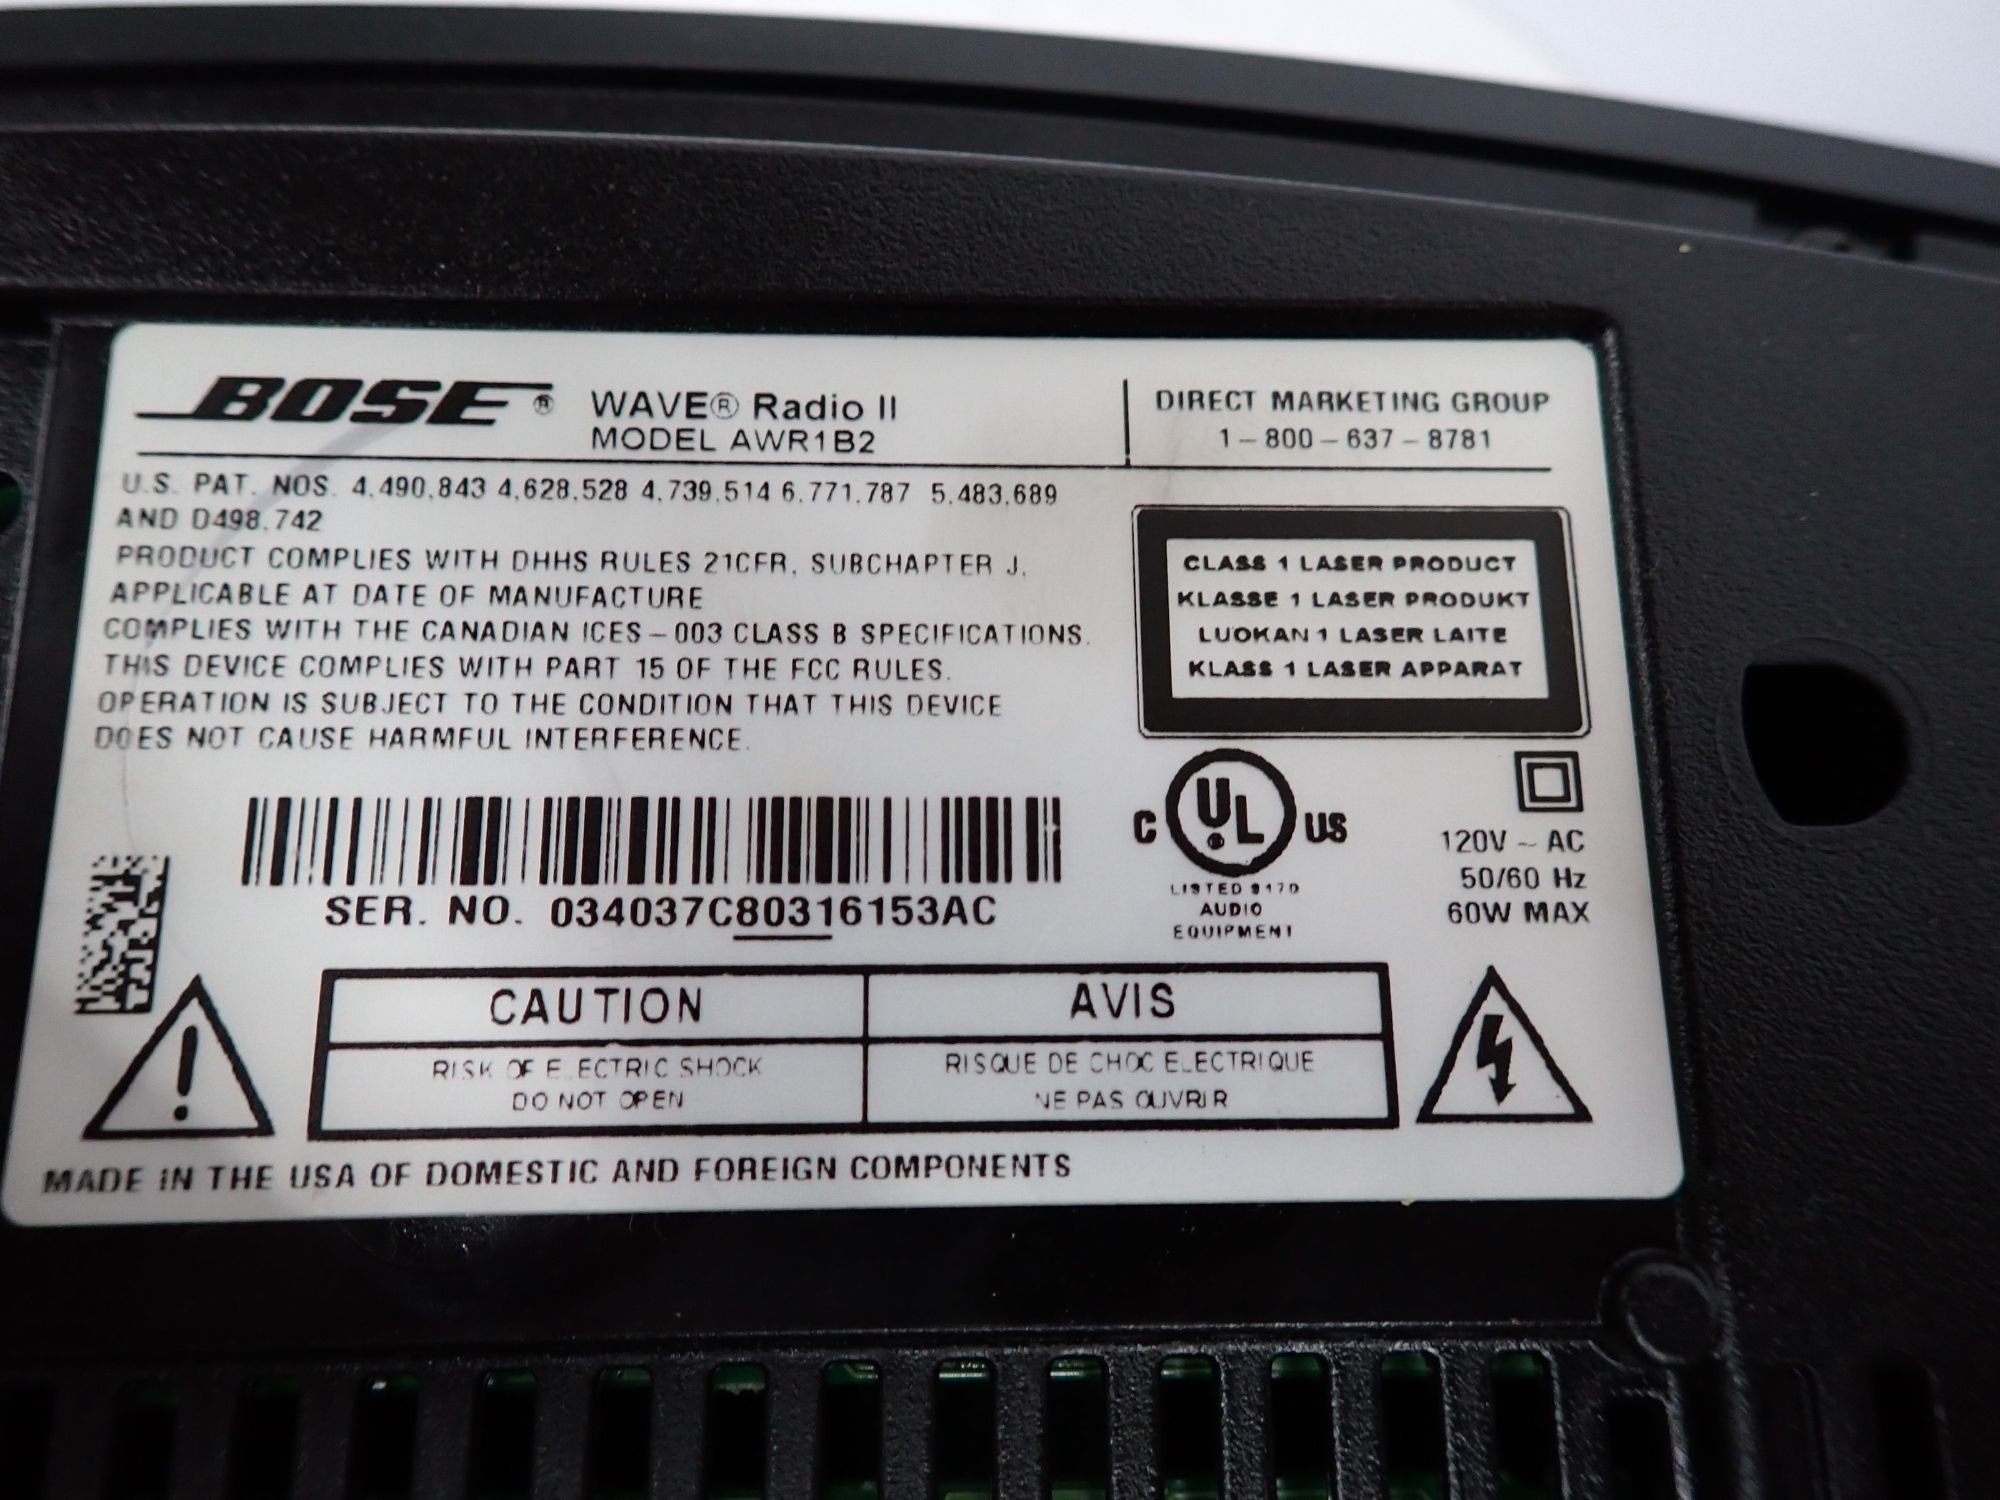 BOSE ® WAVE® Radio II
MODEL AWR1B2
DIRECT MARKETING GROUP
1-800-637-8781
U.S. PAT. NOS. 4,490,843 4,628,528 4,739,514 6,771,787 5,483,689
AND D498,742
PRODUCT COMPLIES WITH DHHS RULES 21CFR, SUBCHAPTER J,
APPLICABLE AT DATE OF MANUFACTURE
COMPLIES WITH THE CANADIAN ICES-003 CLASS B SPECIFICATIONS.
THIS DEVICE COMPLIES WITH PART 15 OF THE FCC RULES.
OPERATION IS SUBJECT TO THE CONDITION THAT THIS DEVICE
DOES NOT CAUSE HARMFUL INTERFERENCE.
CLASS 1 LASER PRODUCT
KLASSE 1 LASER PRODUKT
LUOKAN 1 LASER LAITE
KLASS 1 LASER APPARAT
C UL ® US
LISTED 917D
AUDIO
EQUIPMENT
120V ~ AC
50/60 Hz
60W MAX
SER. NO. 034037C80316153AC
CAUTION
RISK OF ELECTRIC SHOCK
DO NOT OPEN
AVIS
RISQUE DE CHOC ELECTRIQUE
NE PAS OUVRIR
MADE IN THE USA OF DOMESTIC AND FOREIGN COMPONENTS